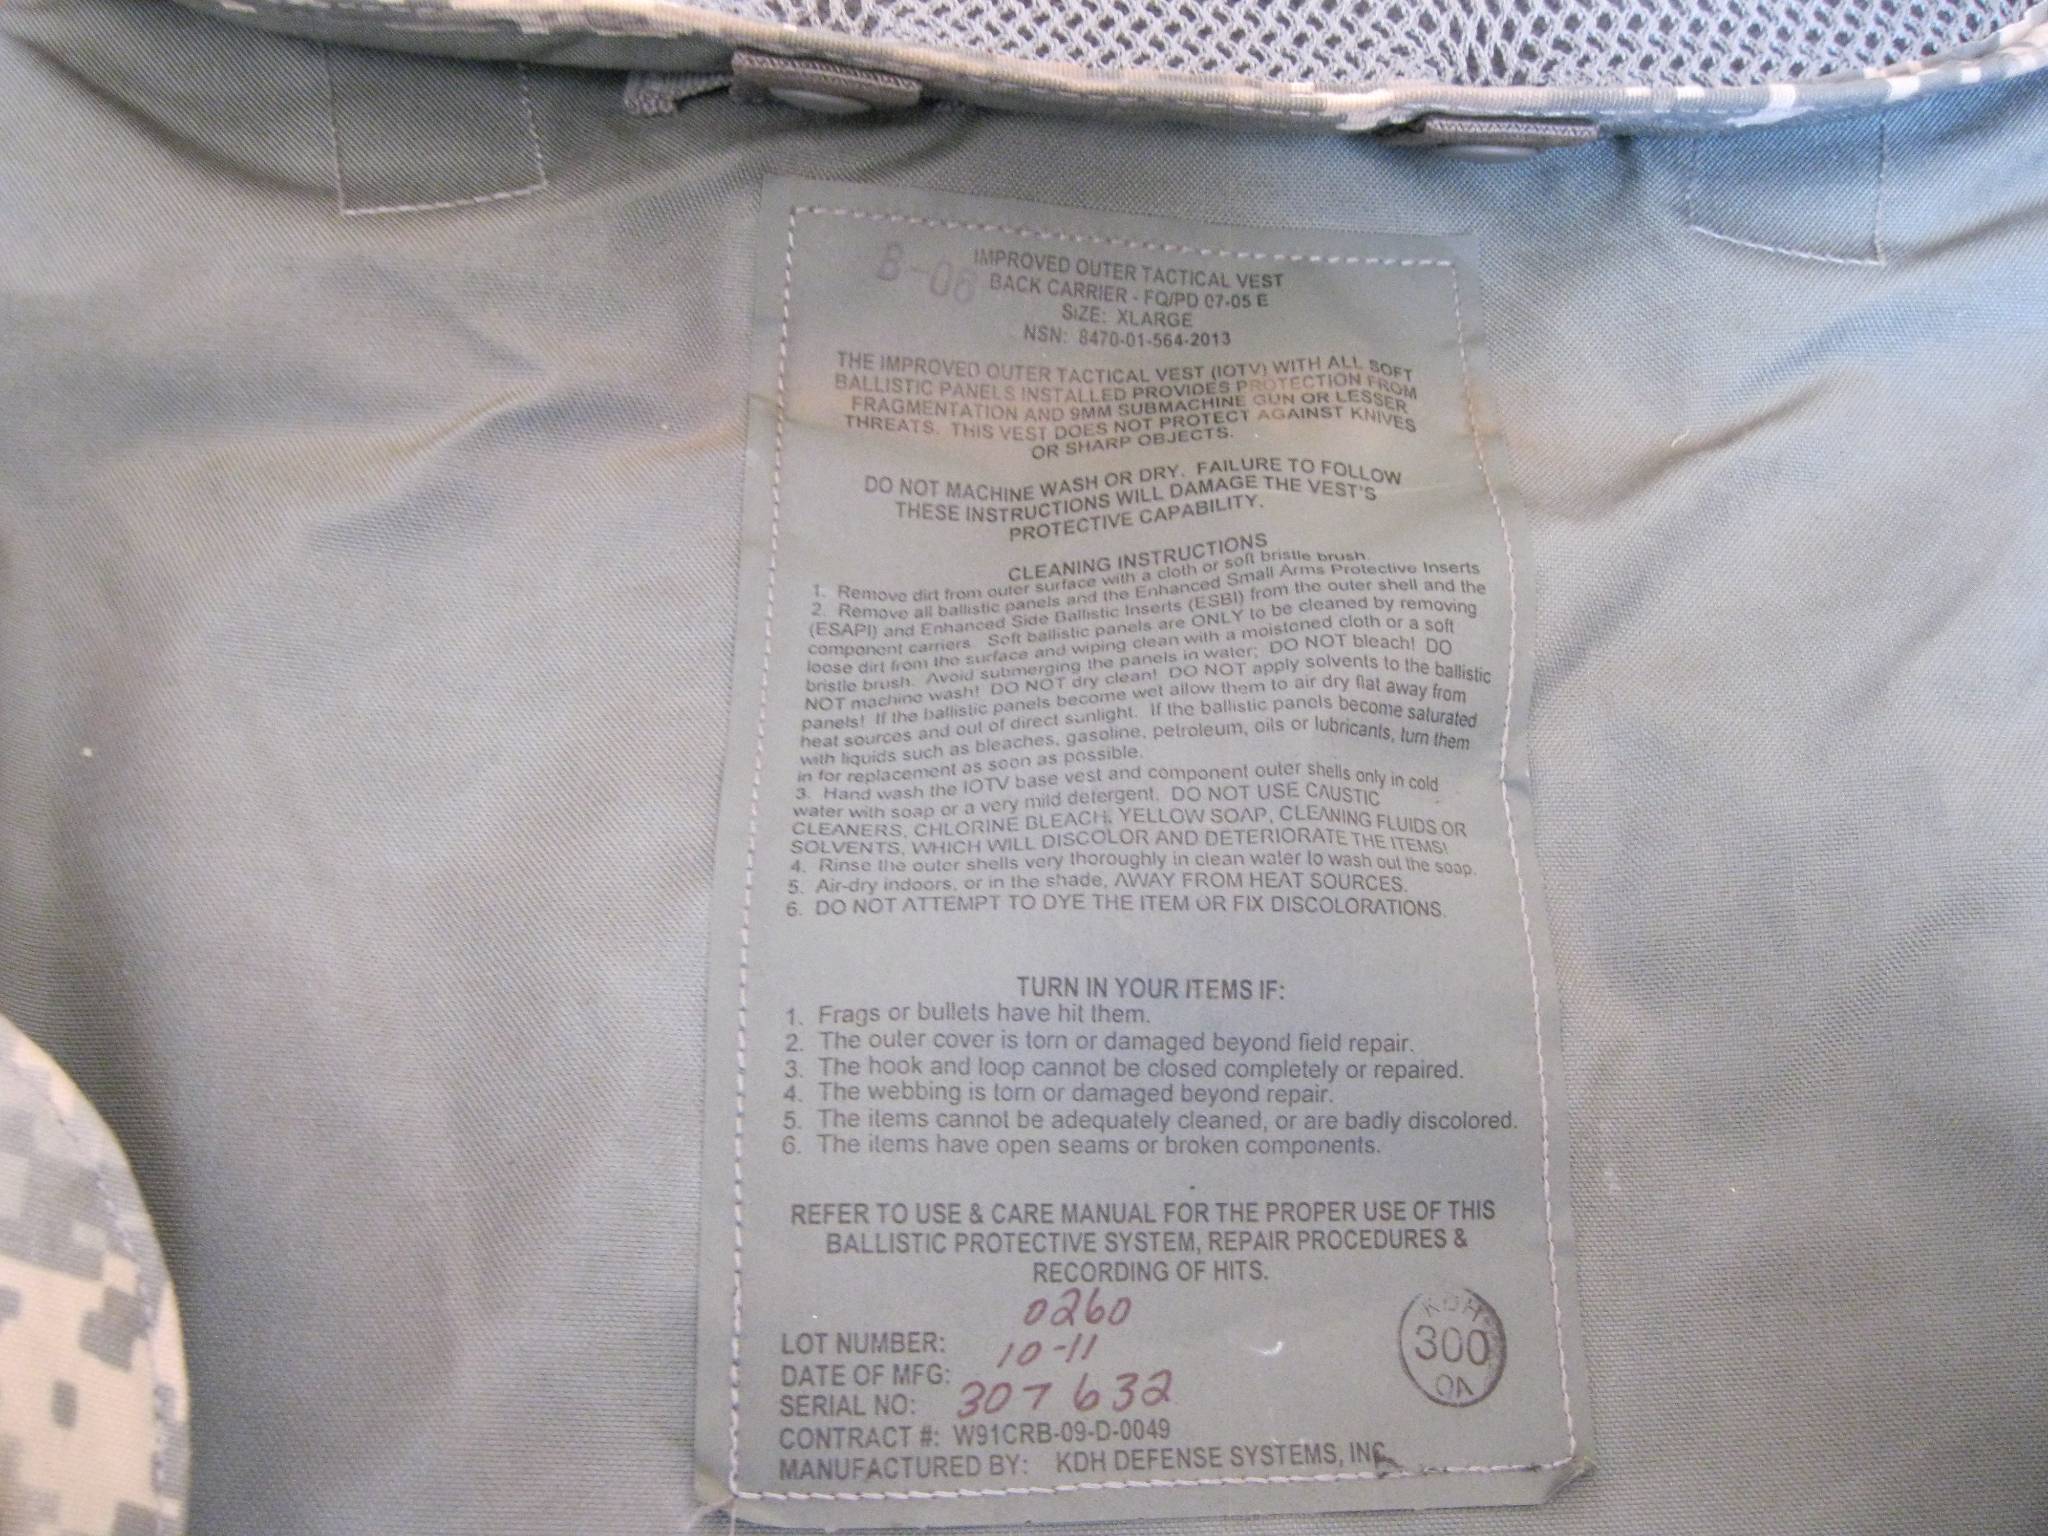 B-06
IMPROVED OUTER TACTICAL VEST
BACK CARRIER - FQ/PD 07-05 E
SIZE: XLARGE
NSN: 8470-01-564-2013
THE IMPROVED OUTER TACTICAL VEST (IOTV) WITH ALL SOFT
BALLISTIC PANELS INSTALLED PROVIDES PROTECTION FROM
FRAGMENTATION AND 9MM SUBMACHINE GUN OR LESSER
THREATS. THIS VEST DOES NOT PROTECT AGAINST KNIVES
OR SHARP OBJECTS.
DO NOT MACHINE WASH OR DRY. FAILURE TO FOLLOW
THESE INSTRUCTIONS WILL DAMAGE THE VEST'S
PROTECTIVE CAPABILITY.
CLEANING INSTRUCTIONS
1. Remove dirt from outer surface with a cloth or soft bristle brush.
2. Remove all ballistic panels and the Enhanced Small Arms Protective Inserts
(ESAPI) and Enhanced Side Ballistic Inserts (ESBI) from the outer shell and the
component carriers. Soft ballistic panels are ONLY to be cleaned by removing
loose dirt from the surface and wiping clean with a moistened cloth or a soft
bristle brush. Avoid submerging the panels in water; DO NOT bleach! DO
NOT machine wash! DO NOT dry clean! DO NOT apply solvents to the ballistic
panels! If the ballistic panels become wet allow them to air dry flat away from
heat sources and out of direct sunlight. If the ballistic panels become saturated
with liquids such as bleaches, gasoline, petroleum, oils or lubricants, turn them
in for replacement as soon as possible.
3. Hand wash the IOTV base vest and component outer shells only in cold
water with soap or a very mild detergent. DO NOT USE CAUSTIC
CLEANERS, CHLORINE BLEACH, YELLOW SOAP, CLEANING FLUIDS OR
SOLVENTS, WHICH WILL DISCOLOR AND DETERIORATE THE ITEMS!
4. Rinse the outer shells very thoroughly in clean water to wash out the soap.
5. Air-dry indoors, or in the shade, AWAY FROM HEAT SOURCES.
6. DO NOT ATTEMPT TO DYE THE ITEM OR FIX DISCOLORATIONS.
TURN IN YOUR ITEMS IF:
1. Frags or bullets have hit them.
2. The outer cover is torn or damaged beyond field repair.
3. The hook and loop cannot be closed completely or repaired.
4. The webbing is torn or damaged beyond repair.
5. The items cannot be adequately cleaned, or are badly discolored.
6. The items have open seams or broken components.
REFER TO USE & CARE MANUAL FOR THE PROPER USE OF THIS
BALLISTIC PROTECTIVE SYSTEM, REPAIR PROCEDURES &
RECORDING OF HITS.
LOT NUMBER: 0260
DATE OF MFG: 10-11
SERIAL NO: 307632
CONTRACT #: W91CRB-09-D-0049
MANUFACTURED BY: KDH DEFENSE SYSTEMS, INC
KDH
300
QA